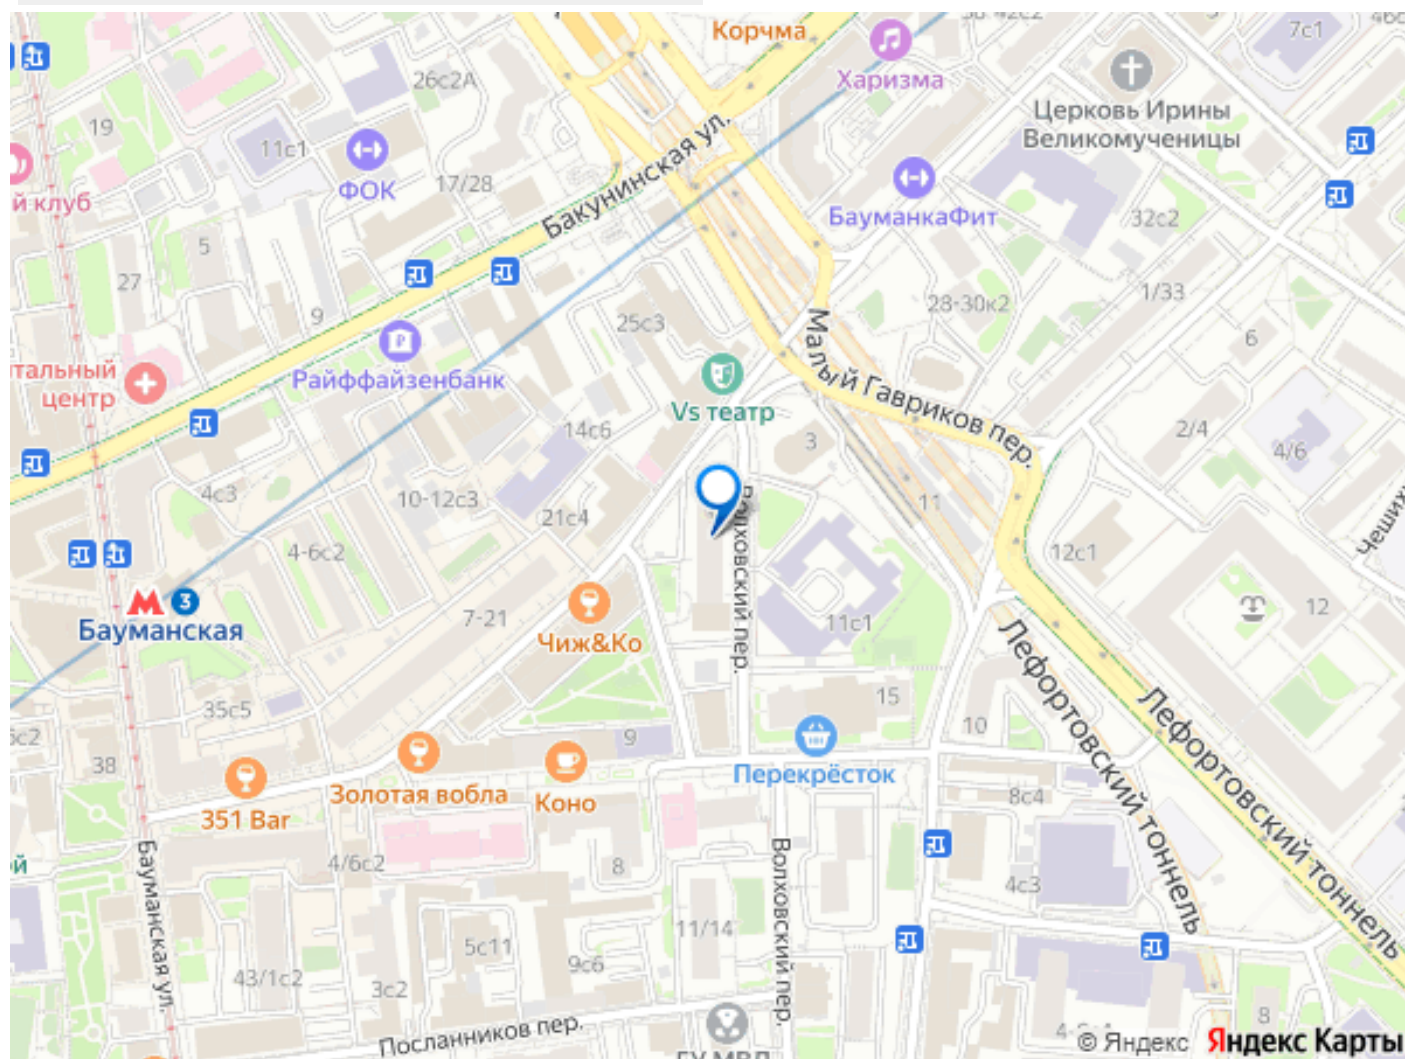 Корчма
38-42с2
7с1
26с2А
Харизма
Церковь Ирины
Великомученицы
19
11с1
ФОК
17/28
Бакунинская ул.
й клуб
БауманкаФит
32с2
5
27
9
25с3
28-30к2
1/33
6
Малый Гавриков пер.
тальный
центр
Райффайзенбанк
Vs театр
14с6
3
2/4
4/6
4с3
10-12с3
21с4
11
12с1
4-6с2
Волховский пер.
3
Бауманская
7-21
Чиж&Ко
11с1
12
35с5
15
10
Лефортовский тоннель
Лефортовский тоннель
38
9
351 Bar
Золотая вобла
Коно
Перекрёсток
8с4
4/6с2
8
4с3
Бауманская ул.
ой
11/14
Волховский пер.
5с11
9с6
43/1с2
3с2
Посланников пер.
8
© Яндекс Яндекс Карты